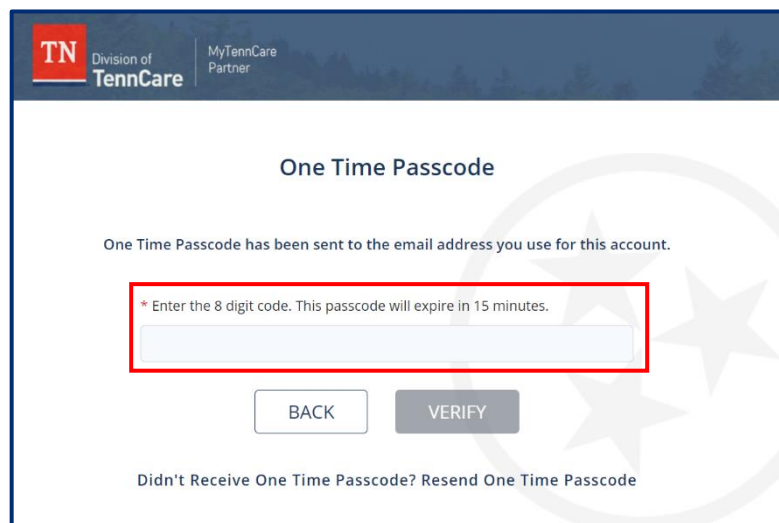 TN
Division of
TennCare
MyTennCare
Partner
One Time Passcode
One Time Passcode has been sent to the email address you use for this account.
* Enter the 8 digit code. This passcode will expire in 15 minutes.
BACK
VERIFY
Didn't Receive One Time Passcode? Resend One Time Passcode